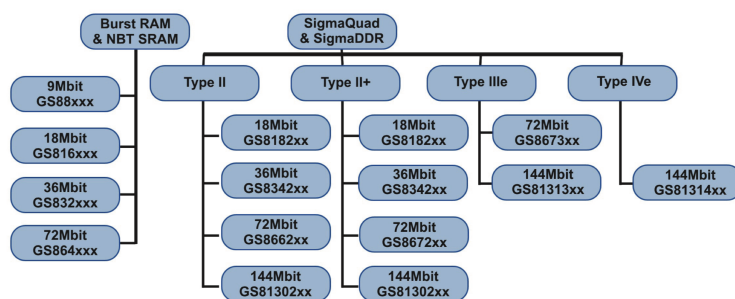 Burst RAM
& NBT SRAM
9Mbit
GS88xxx
18Mbit
GS816xxx
36Mbit
GS832xxx
72Mbit
GS864xxx
SigmaQuad
& SigmaDDR
Type II
18Mbit
GS8182xx
36Mbit
GS8342xx
72Mbit
GS8662xx
144Mbit
GS81302xx
Type II+
18Mbit
GS8182xx
36Mbit
GS8342xx
72Mbit
GS8672xx
144Mbit
GS81302xx
Type IIIe
72Mbit
GS8673xx
144Mbit
GS81313xx
Type IVe
144Mbit
GS81314xx